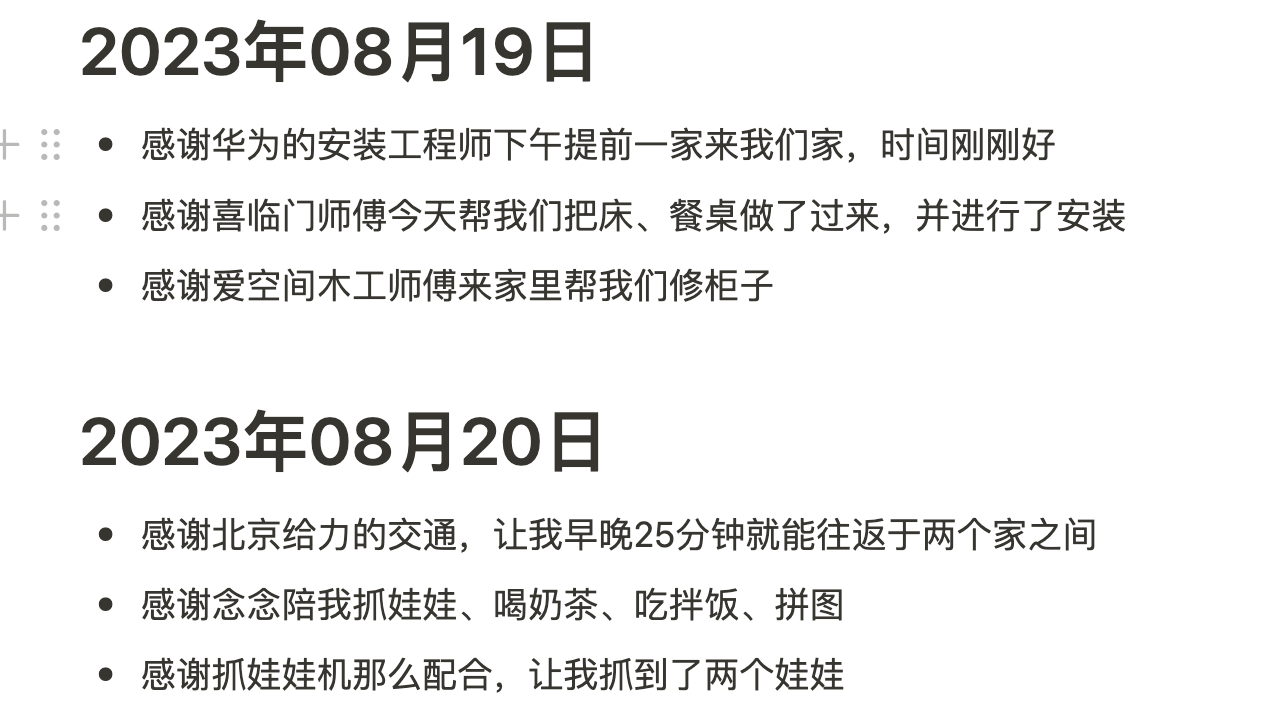 2023年08月19日
感谢华为的安装工程师下午提前一家来我们家，时间刚刚好
感谢喜临门师傅今天帮我们把床、餐桌做了过来，并进行了安装
感谢爱空间木工师傅来家里帮我们修柜子
2023年08月20日
感谢北京给力的交通，让我早晚25分钟就能往返于两个家之间
感谢念念陪我抓娃娃、喝奶茶、吃拌饭、拼图
感谢抓娃娃机那么配合，让我抓到了两个娃娃